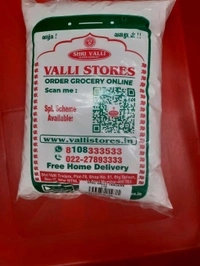 SHRI VALLI
VALLI STORES
ORDER GROCERY ONLINE
Scan me :
Spl. Scheme
Available!
www.vallistores.in
8108333533
022-27893333
Free Home Delivery